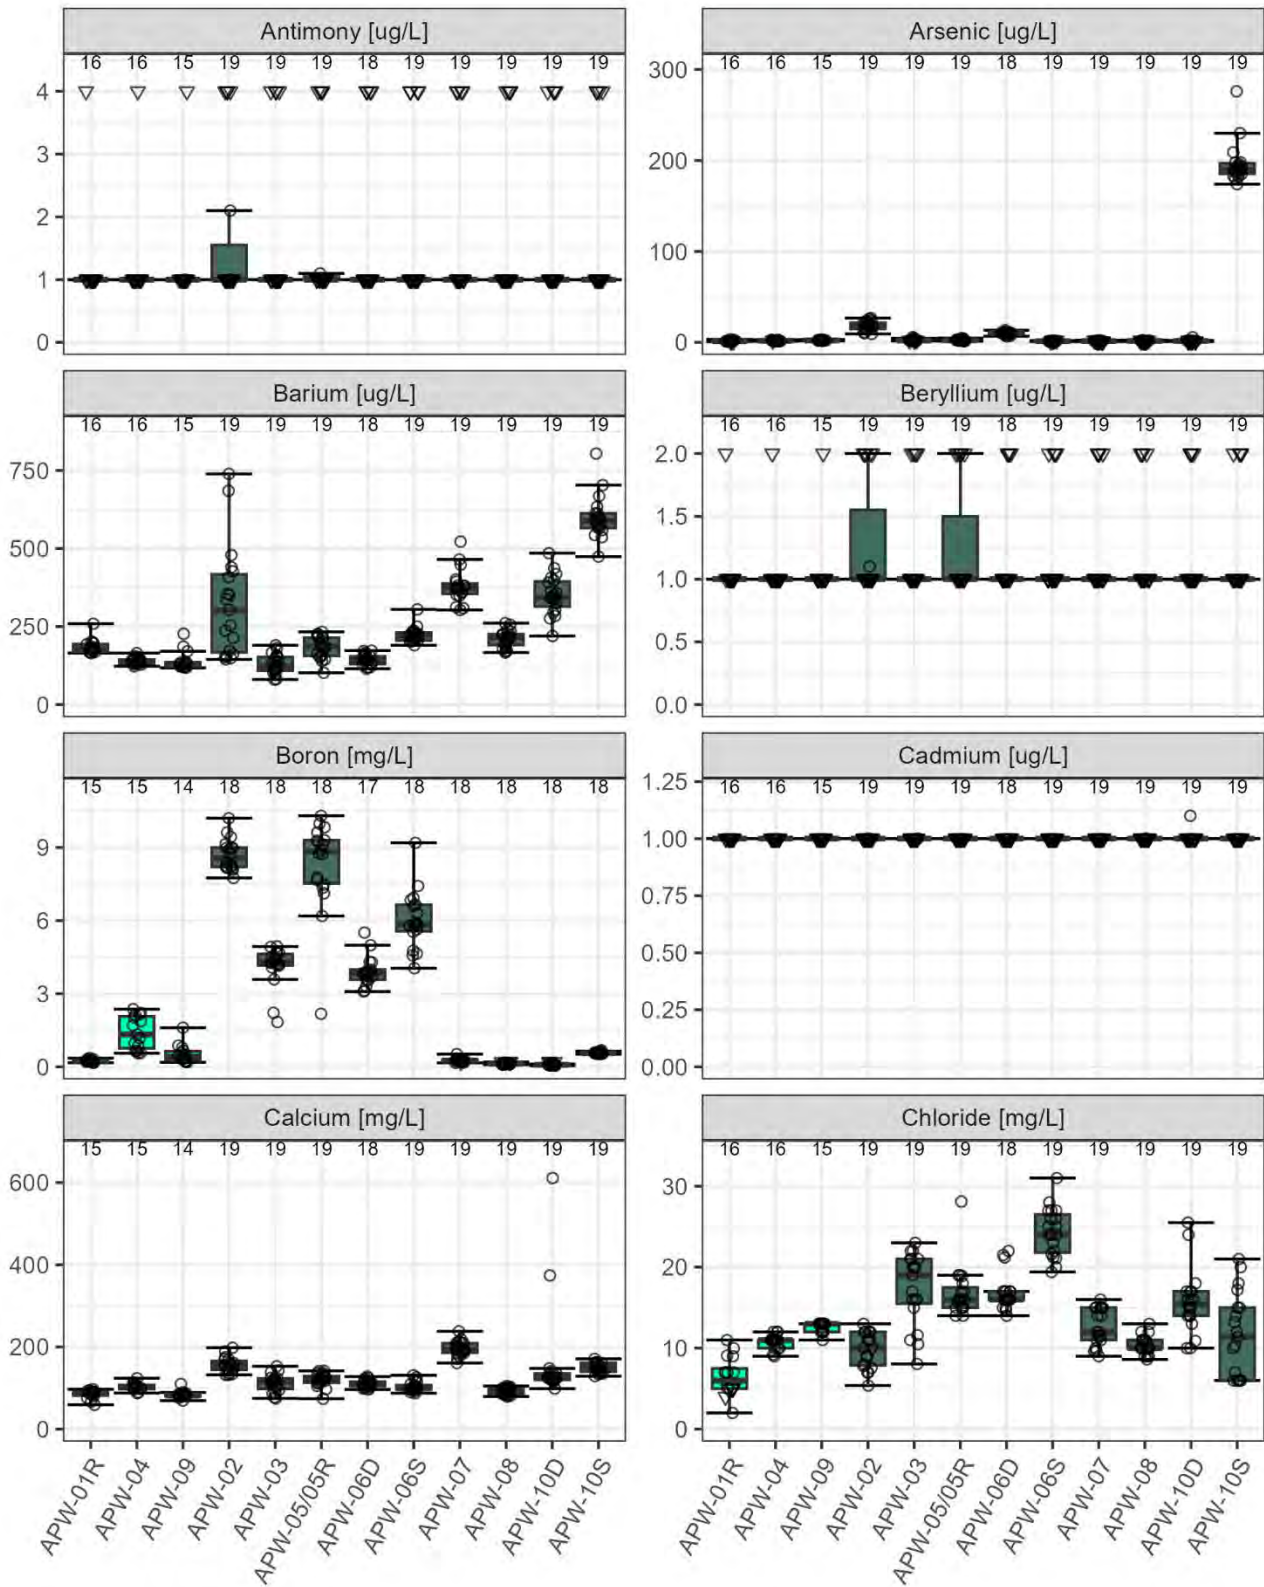 Antimony [ug/L]
16 16 15 19 19 19 18 19 19 19 19 19
4
3
2
1
0
Arsenic [ug/L]
16 16 15 19 19 19 18 19 19 19 19 19
300
200
100
0
Barium [ug/L]
16 16 15 19 19 19 18 19 19 19 19 19
750
500
250
0
Beryllium [ug/L]
16 16 15 19 19 19 18 19 19 19 19 19
2.0
1.5
1.0
0.5
0.0
Boron [mg/L]
15 15 14 18 18 18 17 18 18 18 18 18
9
6
3
0
Cadmium [ug/L]
16 16 15 19 19 19 18 19 19 19 19 19
1.25
1.00
0.75
0.50
0.25
0.00
Calcium [mg/L]
15 15 14 19 19 19 18 19 19 19 19 19
600
400
200
0
Chloride [mg/L]
16 16 15 19 19 19 18 19 19 19 19 19
30
20
10
0
APW-01R
APW-04
APW-09
APW-02
APW-03
APW-05/05R
APW-06D
APW-06S
APW-07
APW-08
APW-10D
APW-10S
APW-01R
APW-04
APW-09
APW-02
APW-03
APW-05/05R
APW-06D
APW-06S
APW-07
APW-08
APW-10D
APW-10S